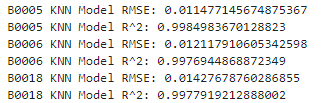 B0005 KNN Model RMSE: 0.011477145674875367
B0005 KNN Model R^2: 0.9984983670128823
B0006 KNN Model RMSE: 0.012117910605342598
B0006 KNN Model R^2: 0.9976944868872349
B0018 KNN Model RMSE: 0.01427678760286855
B0018 KNN Model R^2: 0.9977919212888002